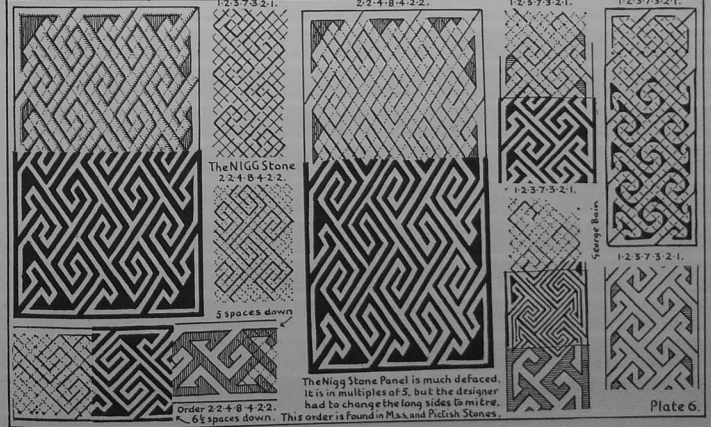 1·2·3·7·3·2·1.
2·2·4·8·4·2·2.
1·2·3·7·3·2·1.
1·2·3·7·3·2·1.
The NIGG Stone
2·2·4·8·4·2·2.
1·2·3·7·3·2·1.
George Bain
1·2·3·7·3·2·1.
5 spaces down
Order 2·2·4·8·4·2·2.
6½ spaces down.
The Nigg Stone Panel is much defaced.
It is in multiples of 5, but the designer
had to change the long sides to mitre.
This order is found in M.s.s. and Pictish Stones.
Plate 6.